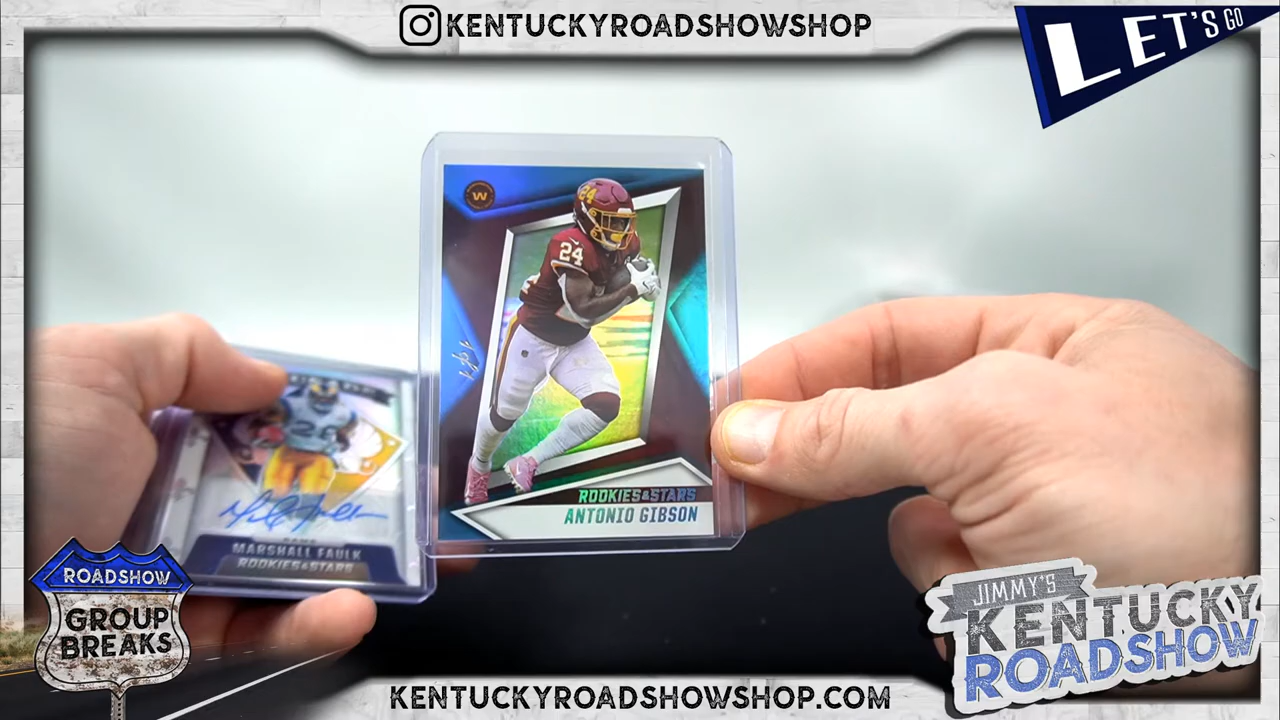 KENTUCKYROADSHOWSHOP
LET'S GO
W
24
24
ROOKIES&STARS
ANTONIO GIBSON
MARSHALL FAULK
ROOKIES&STARS
ROADSHOW
GROUP
BREAKS
JIMMY'S
KENTUCKY
ROADSHOW
KENTUCKYROADSHOWSHOP.COM